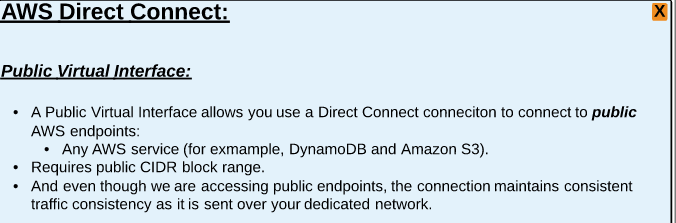 AWS Direct Connect:
X
Public Virtual Interface:
• A Public Virtual Interface allows you use a Direct Connect conneciton to connect to public
AWS endpoints:
• Any AWS service (for exmample, DynamoDB and Amazon S3).
• Requires public CIDR block range.
• And even though we are accessing public endpoints, the connection maintains consistent
traffic consistency as it is sent over your dedicated network.